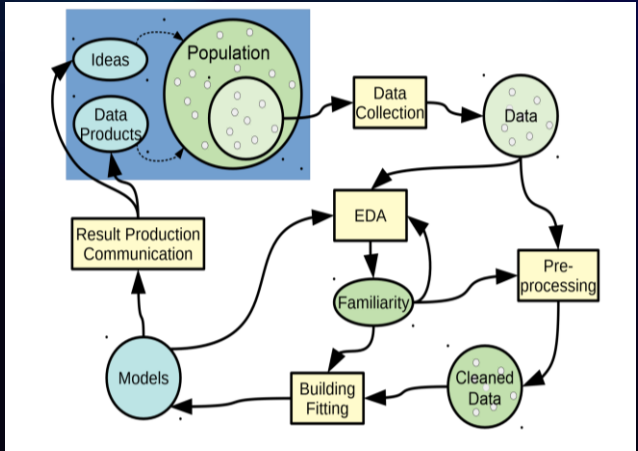 Ideas
Population
Data
Products
Data
Collection
Data
EDA
Result Production
Communication
Pre-
processing
Familiarity
Models
Building
Fitting
Cleaned
Data